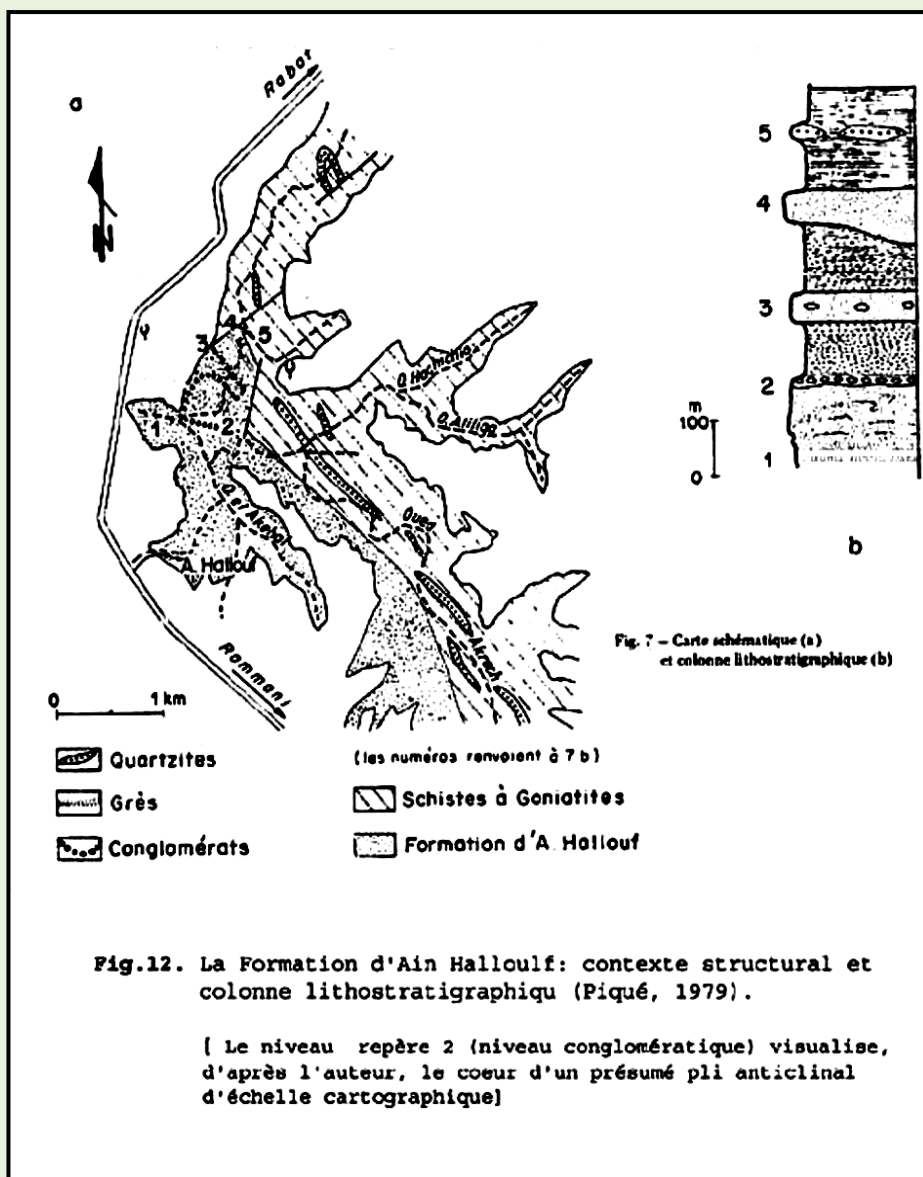 a
Rabat
N
5
4
3
2
1
m
100
0
b
4
5
3
1
2
O. Aliliga
O. el Akaral
A. Hallouf
Oued
Akrech
Rommani
Fig. 7 – Carte schématique (a)
et colonne lithostratigraphique (b)
0 1 km
Quartzites
Grès
Conglomérats
(les numéros renvoient à 7 b)
Schistes à Goniatites
Formation d'A. Hallouf
Fig.12. La Formation d'Ain Halloulf: contexte structural et
colonne lithostratigraphiqu (Piqué, 1979).
[ Le niveau repère 2 (niveau conglomératique) visualise,
d'après l'auteur, le coeur d'un présumé pli anticlinal
d'échelle cartographique]